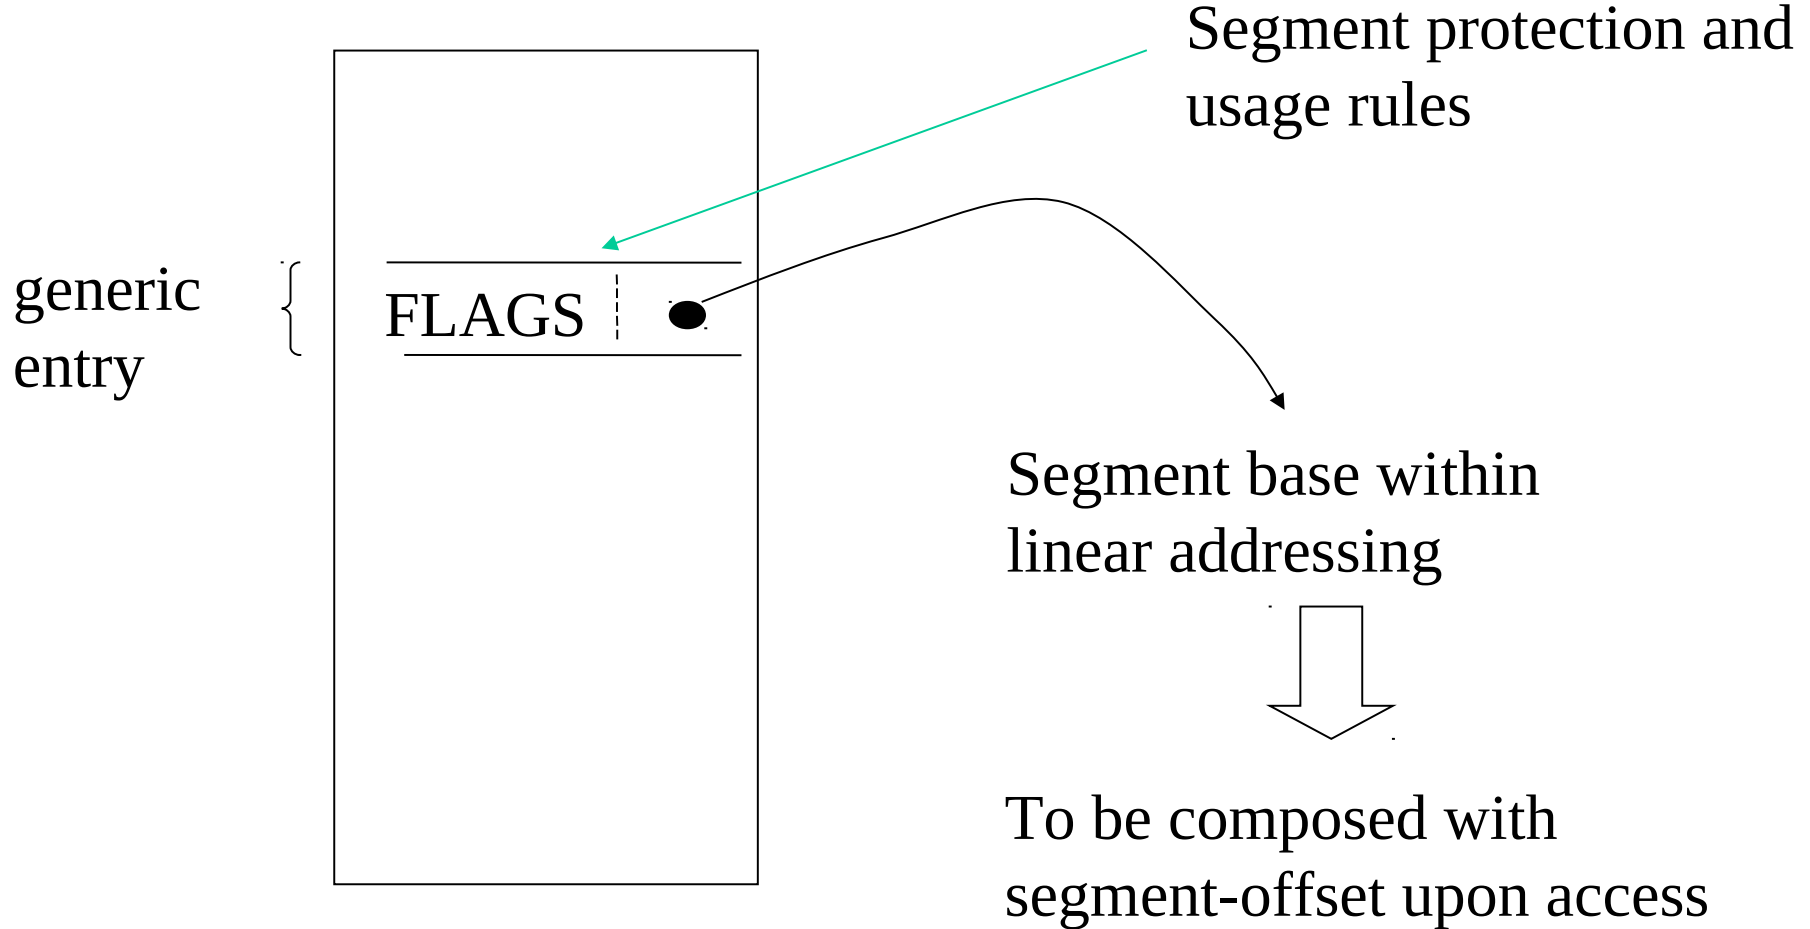 Segment protection and
usage rules
generic
entry
FLAGS
Segment base within
linear addressing
To be composed with
segment-offset upon access